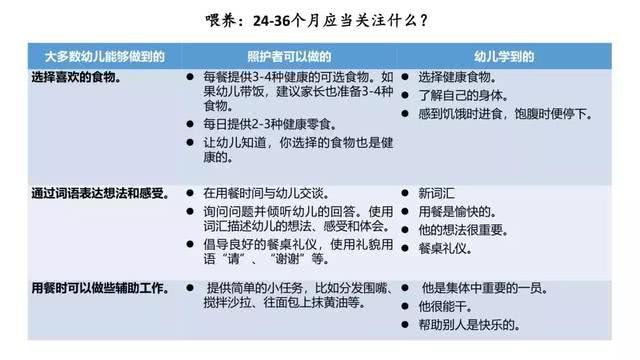 喂养：24-36个月应当关注什么？
大多数幼儿能够做到的
照护者可以做的
幼儿学到的
选择喜欢的食物。
● 每餐提供3-4种健康的可选食物。如
果幼儿带饭，建议家长也准备3-4种
食物。
● 每日提供2-3种健康零食。
● 让幼儿知道，你选择的食物也是健
康的。
● 选择健康食物。
● 了解自己的身体。
● 感到饥饿时进食，饱腹时便停下。
通过词语表达想法和感受。
● 在用餐时间与幼儿交谈。
● 询问问题并倾听幼儿的回答。使用
词汇描述幼儿的想法、感受和体会。
● 倡导良好的餐桌礼仪，使用礼貌用
语“请”、“谢谢”等。
● 新词汇
● 用餐是愉快的。
● 他的想法很重要。
● 餐桌礼仪。
用餐时可以做些辅助工作。
● 提供简单的小任务，比如分发围嘴、
搅拌沙拉、往面包上抹黄油等。
● 他是集体中重要的一员。
● 他很能干。
● 帮助别人是快乐的。